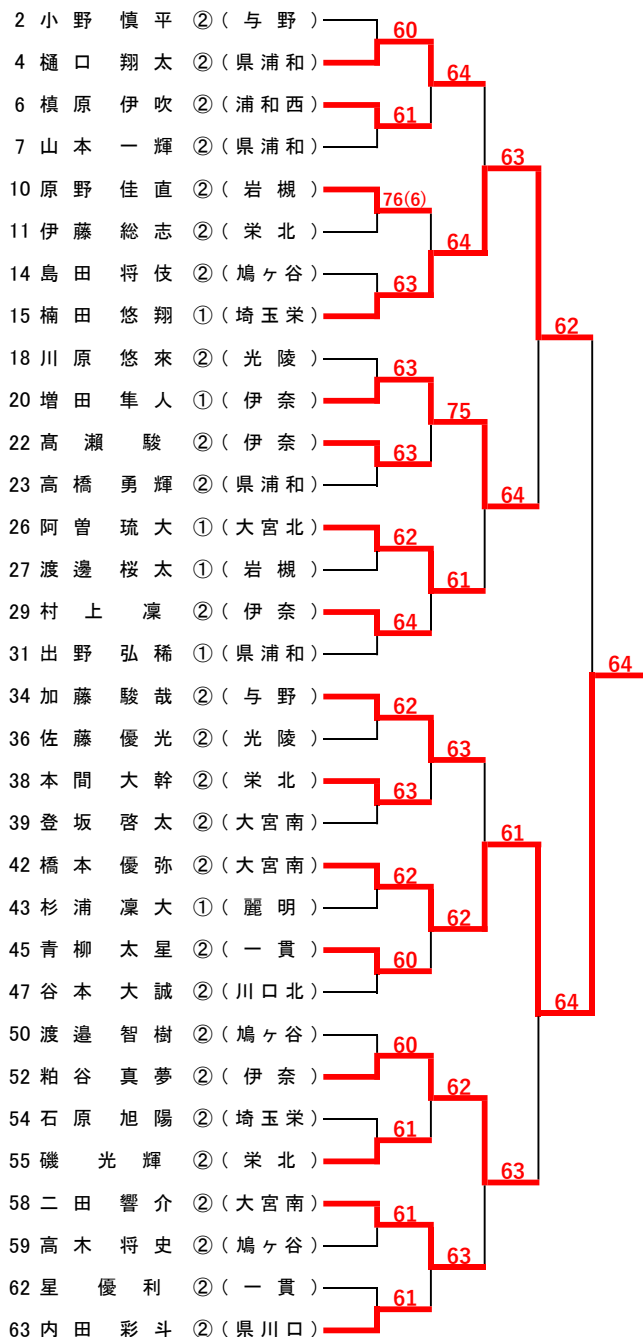 2 小野 慎平 ②(与野) 60
4 樋口 翔太 ②(県浦和) 64
6 槙原 伊吹 ②(浦和西) 61
7 山本 一輝 ②(県浦和) 63
10 原野 佳直 ②(岩槻) 76(6)
11 伊藤 総志 ②(栄北) 64
14 島田 将伎 ②(鳩ヶ谷) 63
15 楠田 悠翔 ①(埼玉栄) 62
18 川原 悠來 ②(光陵) 63
20 増田 隼人 ①(伊奈) 75
22 髙瀬 駿 ②(伊奈) 63
23 高橋 勇輝 ②(県浦和) 64
26 阿曽 琉大 ①(大宮北) 62
27 渡邊 桜太 ①(岩槻) 61
29 村上 凜 ②(伊奈) 64
31 出野 弘稀 ①(県浦和) 64
34 加藤 駿哉 ②(与野) 62
36 佐藤 優光 ②(光陵) 63
38 本間 大幹 ②(栄北) 63
39 登坂 啓太 ②(大宮南) 61
42 橋本 優弥 ②(大宮南) 62
43 杉浦 凜大 ①(麗明) 62
45 青柳 太星 ②(一貫) 60
47 谷本 大誠 ②(川口北) 64
50 渡邉 智樹 ②(鳩ヶ谷) 60
52 粕谷 真夢 ②(伊奈) 62
54 石原 旭陽 ②(埼玉栄) 61
55 磯 光輝 ②(栄北) 63
58 二田 響介 ②(大宮南) 61
59 高木 将史 ②(鳩ヶ谷) 63
62 星 優利 ②(一貫) 61
63 内田 彩斗 ②(県川口)